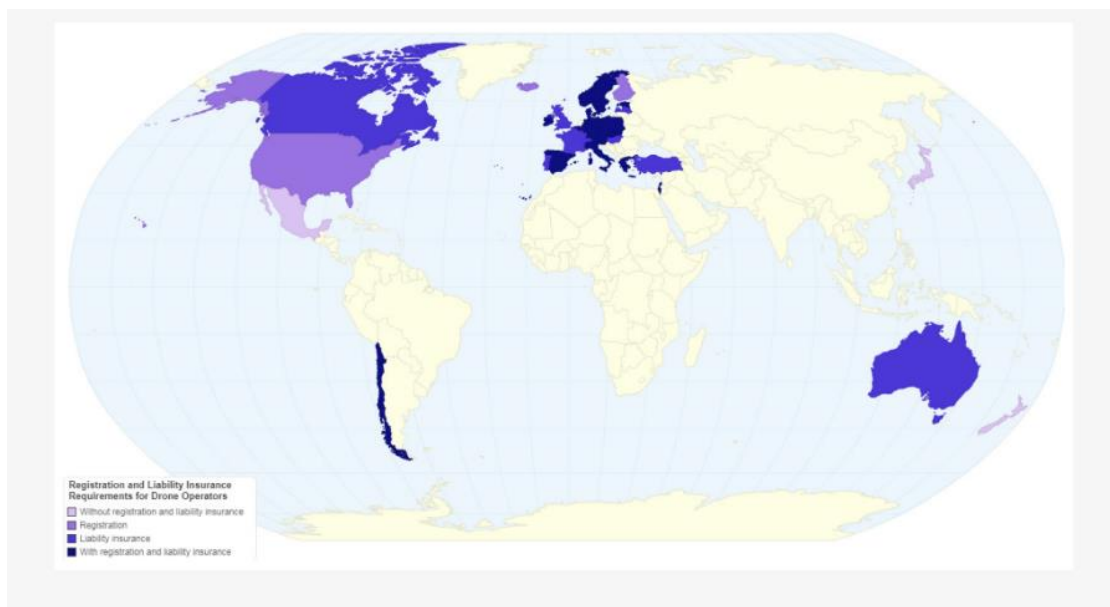 Registration and Liability Insurance
Requirements for Drone Operators
Without registration and liability insurance
Registration
Liability insurance
With registration and liability insurance